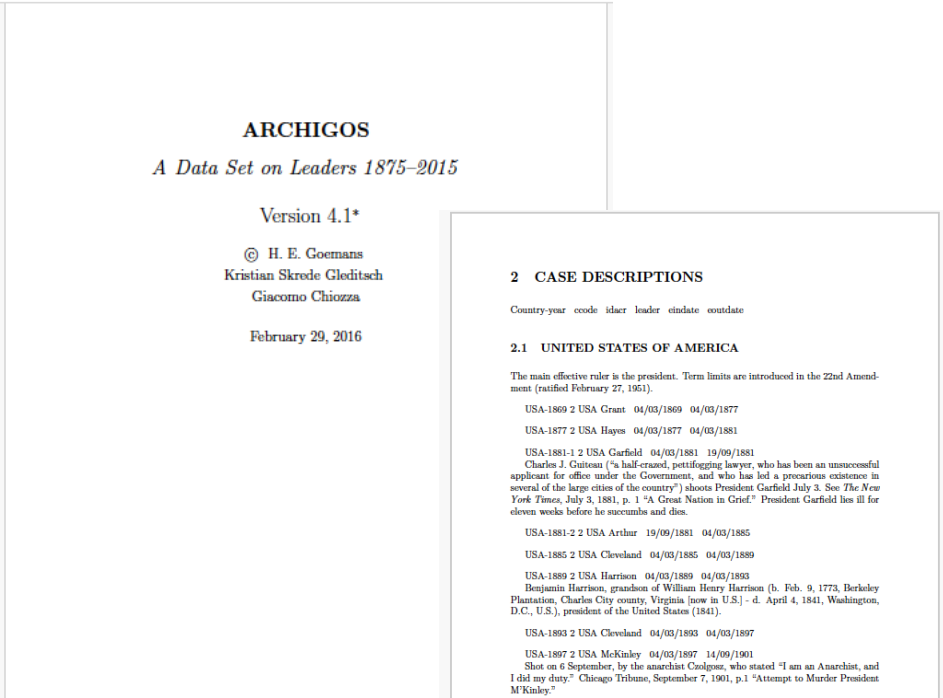 ARCHIGOS
A Data Set on Leaders 1875–2015
Version 4.1*
© H. E. Goemans
Kristian Skrede Gleditsch
Giacomo Chiozza
February 29, 2016
2 CASE DESCRIPTIONS
Country-year ccode idacr leader eindate eoutdate
2.1 UNITED STATES OF AMERICA
The main effective ruler is the president. Term limits are introduced in the 22nd Amend-
ment (ratified February 27, 1951).
USA-1869 2 USA Grant 04/03/1869 04/03/1877
USA-1877 2 USA Hayes 04/03/1877 04/03/1881
USA-1881-1 2 USA Garfield 04/03/1881 19/09/1881
Charles J. Guiteau (“a half-crazed, pettifogging lawyer, who has been an unsuccessful
applicant for office under the Government, and who has led a precarious existence in
several of the large cities of the country”) shoots President Garfield July 3. See The New
York Times, July 3, 1881, p. 1 “A Great Nation in Grief.” President Garfield lies ill for
eleven weeks before he succumbs and dies.
USA-1881-2 2 USA Arthur 19/09/1881 04/03/1885
USA-1885 2 USA Cleveland 04/03/1885 04/03/1889
USA-1889 2 USA Harrison 04/03/1889 04/03/1893
Benjamin Harrison, grandson of William Henry Harrison (b. Feb. 9, 1773, Berkeley
Plantation, Charles City county, Virginia [now in U.S.] - d. April 4, 1841, Washington,
D.C., U.S.), president of the United States (1841).
USA-1893 2 USA Cleveland 04/03/1893 04/03/1897
USA-1897 2 USA McKinley 04/03/1897 14/09/1901
Shot on 6 September, by the anarchist Czolgosz, who stated “I am an Anarchist, and
I did my duty.” Chicago Tribune, September 7, 1901, p.1 “Attempt to Murder President
M’Kinley.”